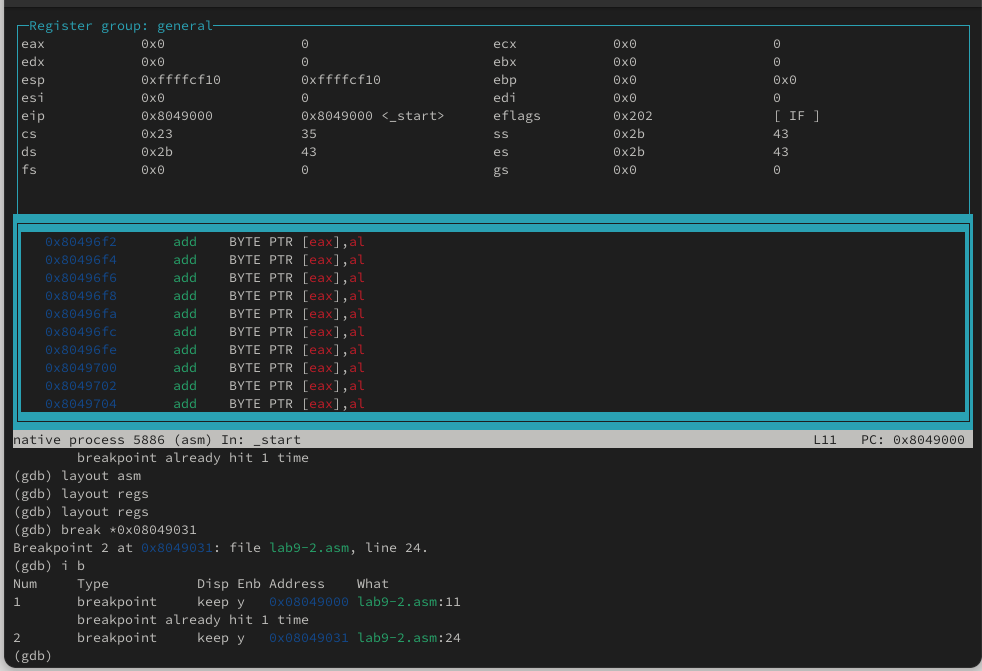 Register group: general
eax 0x0 0 ecx 0x0 0
edx 0x0 0 ebx 0x0 0
esp 0xffffcf10 0xffffcf10 ebp 0x0 0x0
esi 0x0 0 edi 0x0 0
eip 0x8049000 0x8049000 <_start> eflags 0x202 [ IF ]
cs 0x23 35 ss 0x2b 43
ds 0x2b 43 es 0x2b 43
fs 0x0 0 gs 0x0 0
0x80496f2 add BYTE PTR [eax],al
0x80496f4 add BYTE PTR [eax],al
0x80496f6 add BYTE PTR [eax],al
0x80496f8 add BYTE PTR [eax],al
0x80496fa add BYTE PTR [eax],al
0x80496fc add BYTE PTR [eax],al
0x80496fe add BYTE PTR [eax],al
0x8049700 add BYTE PTR [eax],al
0x8049702 add BYTE PTR [eax],al
0x8049704 add BYTE PTR [eax],al
native process 5886 (asm) In: _start L11 PC: 0x8049000
breakpoint already hit 1 time
(gdb) layout asm
(gdb) layout regs
(gdb) layout regs
(gdb) break *0x08049031
Breakpoint 2 at 0x8049031: file lab9-2.asm, line 24.
(gdb) i b
Num Type Disp Enb Address What
1 breakpoint keep y 0x08049000 lab9-2.asm:11
breakpoint already hit 1 time
2 breakpoint keep y 0x08049031 lab9-2.asm:24
(gdb)